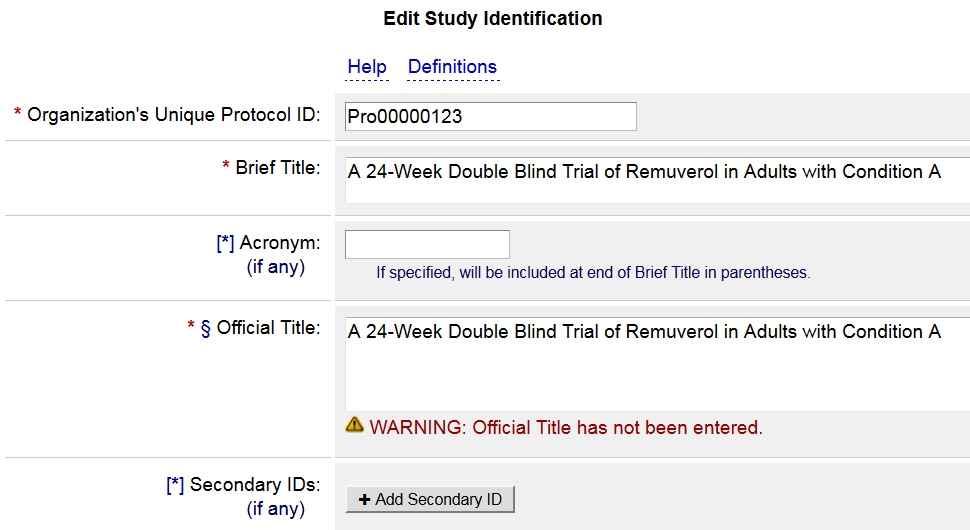 Edit Study Identification
Help Definitions
* Organization's Unique Protocol ID: Pro00000123
* Brief Title: A 24-Week Double Blind Trial of Remuverol in Adults with Condition A
[*] Acronym:
(if any)
If specified, will be included at end of Brief Title in parentheses.
* § Official Title: A 24-Week Double Blind Trial of Remuverol in Adults with Condition A
WARNING: Official Title has not been entered.
[*] Secondary IDs:
(if any)
+ Add Secondary ID